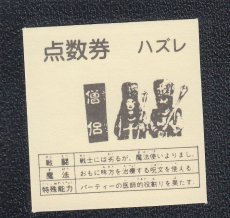 点数券 ハズレ
僧侶
戦闘 戦士には劣るが、魔法使いよりまし。
魔法 おもに味方を治療する呪文を使える
特殊能力 パーティーの医師的役割りを果たす。